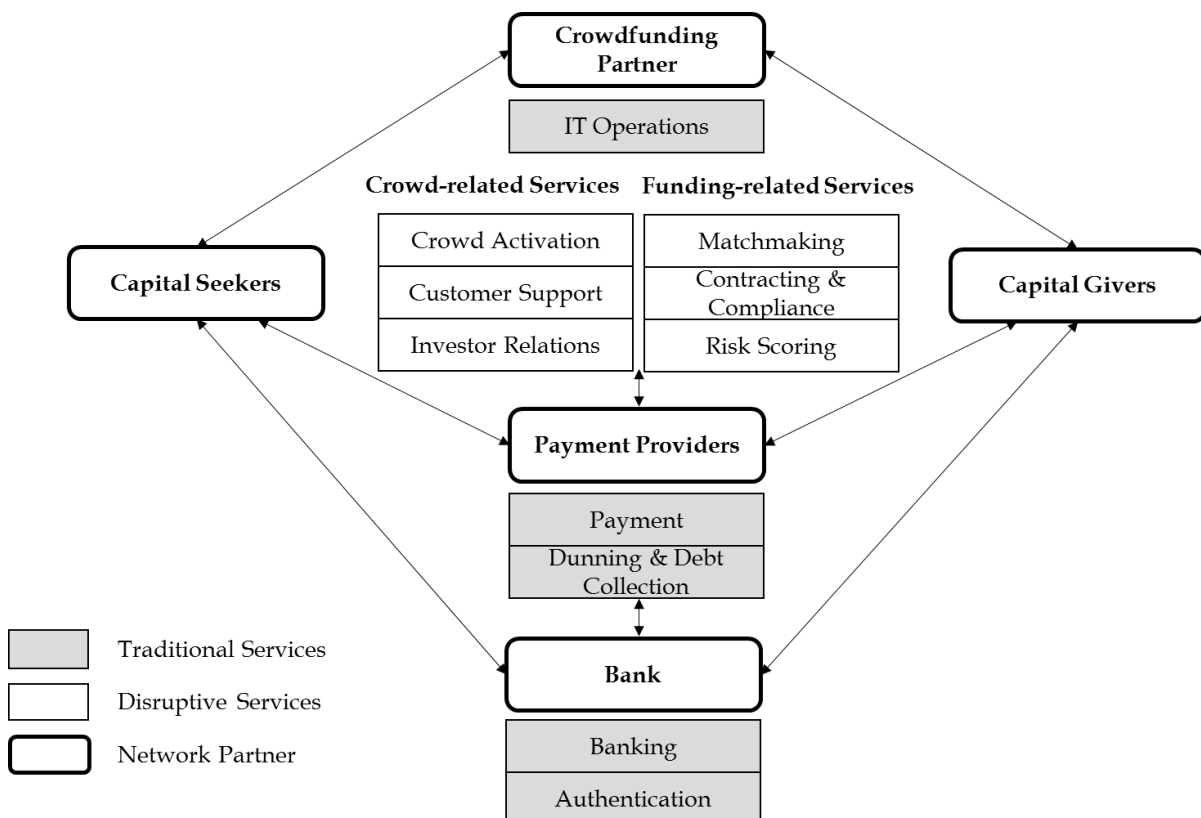 Crowdfunding
Partner
IT Operations
Crowd-related Services
Funding-related Services
Crowd Activation
Matchmaking
Capital Seekers
Customer Support
Contracting &
Compliance
Capital Givers
Investor Relations
Risk Scoring
Payment Providers
Payment
Dunning & Debt
Collection
Traditional Services
Bank
Disruptive Services
Banking
Network Partner
Authentication